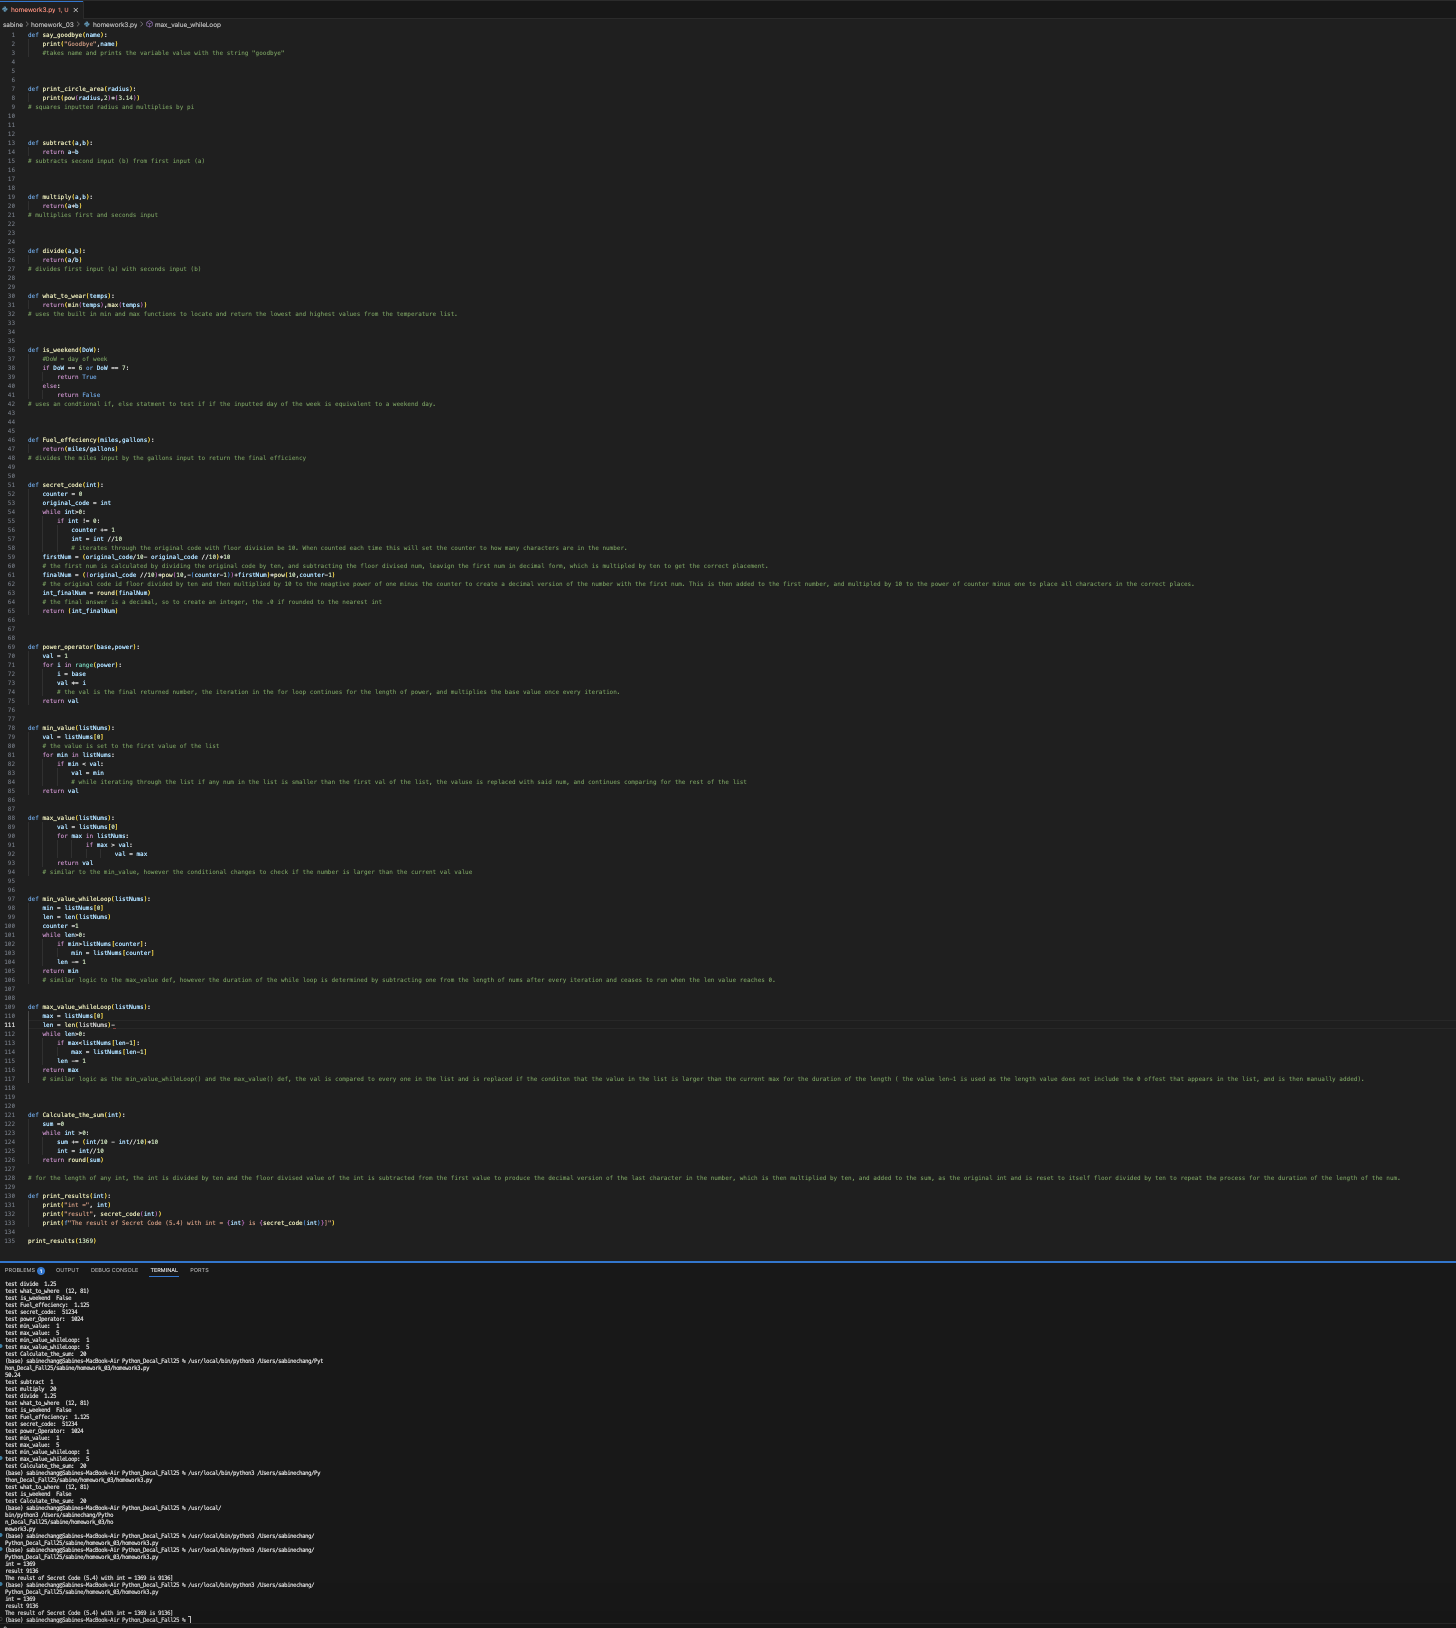 homework3.py 1, U ×
sabine > homework_03 > homework3.py > max_value_whileLoop
1 def say_goodbye(name):
2 print("Goodbye",name)
3 #takes name and prints the variable value with the string "goodbye"
4
5
6
7 def print_circle_area(radius):
8 print(pow(radius,2)*(3.14))
9 # squares inputted radius and multiplies by pi
10
11
12
13 def subtract(a,b):
14 return a-b
15 # subtracts second input (b) from first input (a)
16
17
18
19 def multiply(a,b):
20 return(a*b)
21 # multiplies first and seconds input
22
23
24
25 def divide(a,b):
26 return(a/b)
27 # divides first input (a) with seconds input (b)
28
29
30 def what_to_wear(temps):
31 return(min(temps),max(temps))
32 # uses the built in min and max functions to locate and return the lowest and highest values from the temperature list.
33
34
35
36 def is_weekend(DoW):
37 #DoW = day of week
38 if DoW == 6 or DoW == 7:
39 return True
40 else:
41 return False
42 # uses an condtional if, else statment to test if if the inputted day of the week is equivalent to a weekend day.
43
44
45
46 def Fuel_effeciency(miles,gallons):
47 return(miles/gallons)
48 # divides the miles input by the gallons input to return the final efficiency
49
50
51 def secret_code(int):
52 counter = 0
53 original_code = int
54 while int>0:
55 if int != 0:
56 counter += 1
57 int = int //10
58 # iterates through the original code with floor division be 10. When counted each time this will set the counter to how many characters are in the number.
59 firstNum = (original_code/10- original_code //10)*10
60 # the first num is calculated by dividing the original code by ten, and subtracting the floor divised num, leavign the first num in decimal form, which is multipled by ten to get the correct placement.
61 finalNum = ((original_code //10)*pow(10,-(counter-1))+firstNum)*pow(10,counter-1)
62 # the original code id floor divided by ten and then multiplied by 10 to the neagtive power of one minus the counter to create a decimal version of the number with the first num. This is then added to the first number, and multipled by 10 to the power of counter minus one to place all characters in the correct places.
63 int_finalNum = round(finalNum)
64 # the final answer is a decimal, so to create an integer, the .0 if rounded to the nearest int
65 return (int_finalNum)
66
67
68
69 def power_operator(base,power):
70 val = 1
71 for i in range(power):
72 i = base
73 val *= i
74 # the val is the final returned number, the iteration in the for loop continues for the length of power, and multiplies the base value once every iteration.
75 return val
76
77
78 def min_value(listNums):
79 val = listNums[0]
80 # the value is set to the first value of the list
81 for min in listNums:
82 if min < val:
83 val = min
84 # while iterating through the list if any num in the list is smaller than the first val of the list, the valuse is replaced with said num, and continues comparing for the rest of the list
85 return val
86
87
88 def max_value(listNums):
89 val = listNums[0]
90 for max in listNums:
91 if max > val:
92 val = max
93 return val
94 # similar to the min_value, however the conditional changes to check if the number is larger than the current val value
95
96
97 def min_value_whileLoop(listNums):
98 min = listNums[0]
99 len = len(listNums)
100 counter =1
101 while len>0:
102 if min>listNums[counter]:
103 min = listNums[counter]
104 len -= 1
105 return min
106 # similar logic to the max_value def, however the duration of the while loop is determined by subtracting one from the length of nums after every iteration and ceases to run when the len value reaches 0.
107
108
109 def max_value_whileLoop(listNums):
110 max = listNums[0]
111 len = len(listNums)-
112 while len>0:
113 if max<listNums[len-1]:
114 max = listNums[len-1]
115 len -= 1
116 return max
117 # similar logic as the min_value_whileLoop() and the max_value() def, the val is compared to every one in the list and is replaced if the conditon that the value in the list is larger than the current max for the duration of the length ( the value len-1 is used as the length value does not include the 0 offest that appears in the list, and is then manually added).
118
119
120
121 def Calculate_the_sum(int):
122 sum =0
123 while int >0:
124 sum += (int/10 - int//10)*10
125 int = int//10
126 return round(sum)
127
128 # for the length of any int, the int is divided by ten and the floor divised value of the int is subtracted from the first value to produce the decimal version of the last character in the number, which is then multiplied by ten, and added to the sum, as the original int and is reset to itself floor divided by ten to repeat the process for the duration of the length of the num.
129
130 def print_results(int):
131 print("int =", int)
132 print("result", secret_code(int))
133 print(f"The result of Secret Code (5.4) with int = {int} is {secret_code(int)}]")
134
135 print_results(1369)
PROBLEMS 1 OUTPUT DEBUG CONSOLE TERMINAL PORTS
test divide 1.25
test what_to_where (12, 81)
test is_weekend False
test Fuel_effeciency: 1.125
test secret_code: 51234
test power_Operator: 1024
test min_value: 1
test max_value: 5
test min_value_whileLoop: 1
test max_value_whileLoop: 5
test Calculate_the_sum: 20
(base) sabinechang@Sabines-MacBook-Air Python_Decal_Fall25 % /usr/local/bin/python3 /Users/sabinechang/Pyt
hon_Decal_Fall25/sabine/homework_03/homework3.py
50.24
test subtract 1
test multiply 20
test divide 1.25
test what_to_where (12, 81)
test is_weekend False
test Fuel_effeciency: 1.125
test secret_code: 51234
test power_Operator: 1024
test min_value: 1
test max_value: 5
test min_value_whileLoop: 1
test max_value_whileLoop: 5
test Calculate_the_sum: 20
(base) sabinechang@Sabines-MacBook-Air Python_Decal_Fall25 % /usr/local/bin/python3 /Users/sabinechang/Py
thon_Decal_Fall25/sabine/homework_03/homework3.py
test what_to_where (12, 81)
test is_weekend False
test Calculate_the_sum: 20
(base) sabinechang@Sabines-MacBook-Air Python_Decal_Fall25 % /usr/local/
bin/python3 /Users/sabinechang/Pytho
n_Decal_Fall25/sabine/homework_03/ho
mework3.py
(base) sabinechang@Sabines-MacBook-Air Python_Decal_Fall25 % /usr/local/bin/python3 /Users/sabinechang/
Python_Decal_Fall25/sabine/homework_03/homework3.py
(base) sabinechang@Sabines-MacBook-Air Python_Decal_Fall25 % /usr/local/bin/python3 /Users/sabinechang/
Python_Decal_Fall25/sabine/homework_03/homework3.py
int = 1369
result 9136
The reulst of Secret Code (5.4) with int = 1369 is 9136]
(base) sabinechang@Sabines-MacBook-Air Python_Decal_Fall25 % /usr/local/bin/python3 /Users/sabinechang/
Python_Decal_Fall25/sabine/homework_03/homework3.py
int = 1369
result 9136
The result of Secret Code (5.4) with int = 1369 is 9136]
(base) sabinechang@Sabines-MacBook-Air Python_Decal_Fall25 %